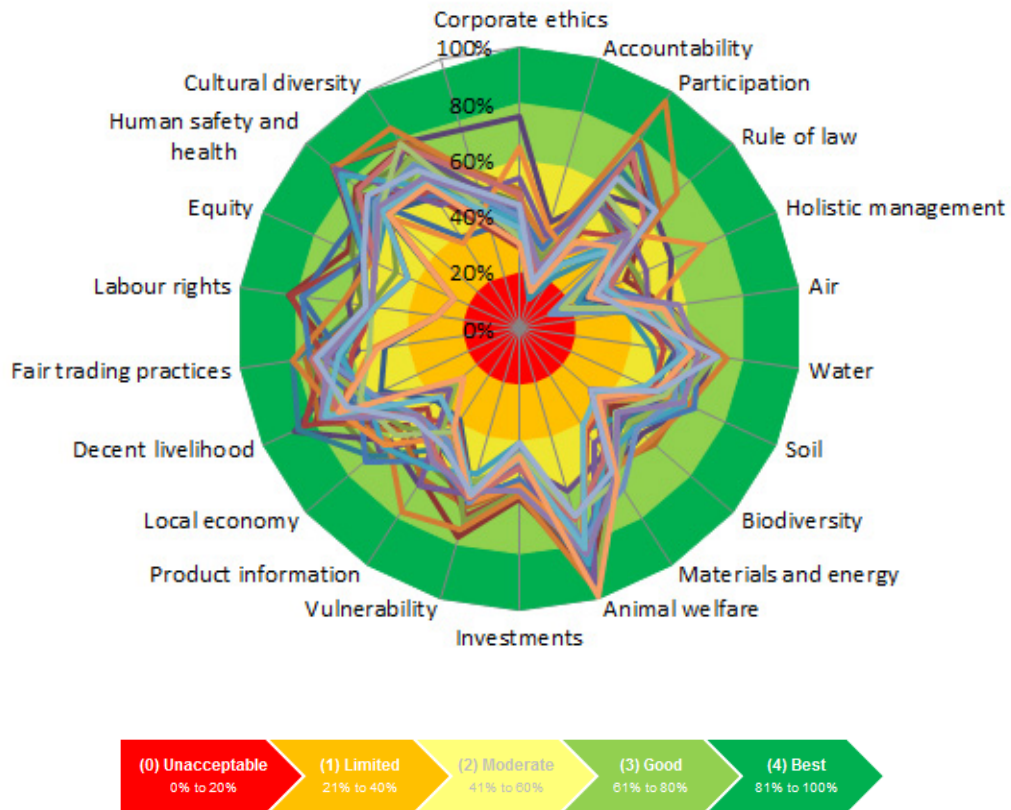 Corporate ethics
100%
Accountability
Cultural diversity
Participation
80%
Human safety and
health
Rule of law
60%
Equity
40%
Holistic management
Labour rights
20%
Air
0%
Fair trading practices
Water
Decent livelihood
Soil
Local economy
Biodiversity
Product information
Materials and energy
Vulnerability
Animal welfare
Investments
(0) Unacceptable
0% to 20%
(1) Limited
21% to 40%
(2) Moderate
41% to 60%
(3) Good
61% to 80%
(4) Best
81% to 100%